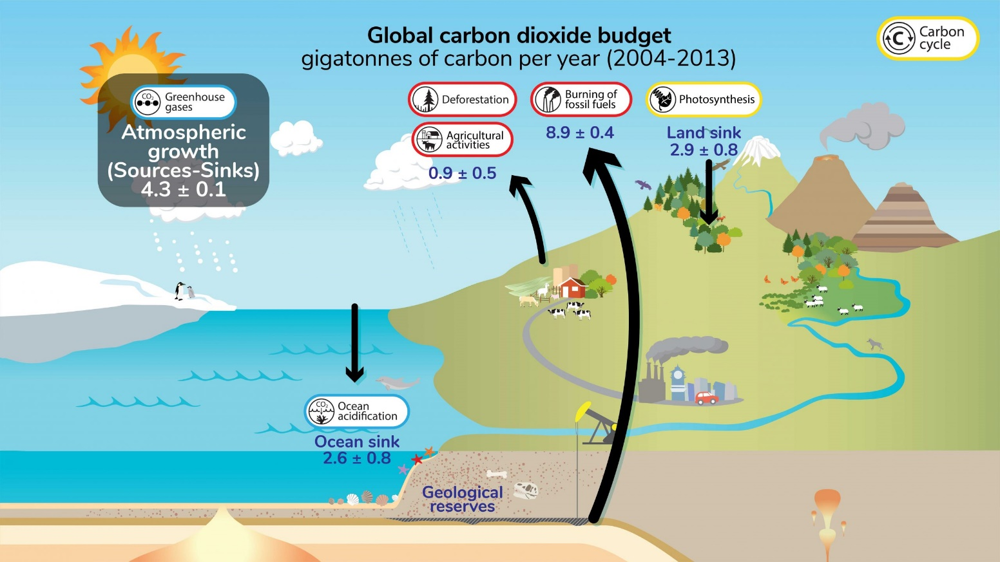 Global carbon dioxide budget
gigatonnes of carbon per year (2004-2013)
Carbon
cycle
CO₂
Greenhouse
gases
Atmospheric
growth
(Sources-Sinks)
4.3 ± 0.1
Deforestation
Agricultural
activities
0.9 ± 0.5
Burning of
fossil fuels
8.9 ± 0.4
Photosynthesis
Land sink
2.9 ± 0.8
C
CO₂
Ocean
acidification
Ocean sink
2.6 ± 0.8
Geological
reserves